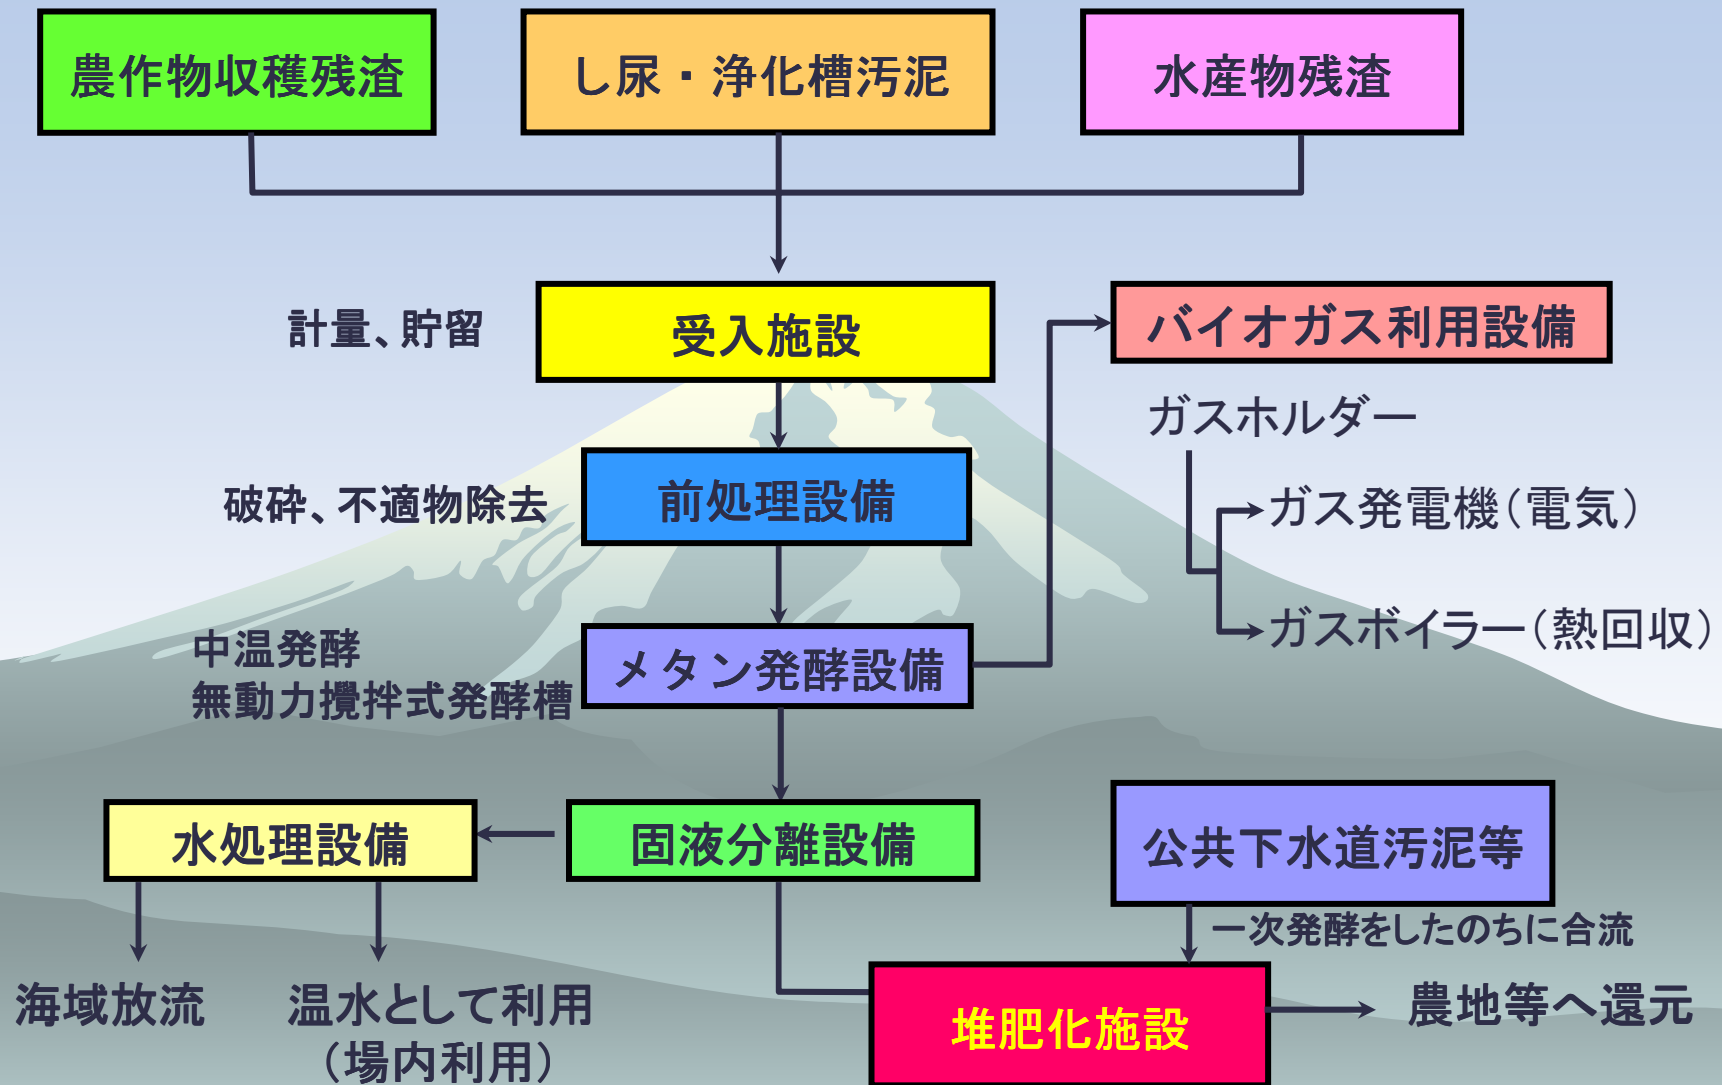 農作物収穫残渣
し尿・浄化槽汚泥
水産物残渣
計量、貯留
受入施設
バイオガス利用設備
ガスホルダー
破砕、不適物除去
前処理設備
ガス発電機（電気）
ガスボイラー（熱回収）
中温発酵
無動力攪拌式発酵槽
メタン発酵設備
水処理設備
固液分離設備
公共下水道汚泥等
一次発酵をしたのちに合流
海域放流
温水として利用
（場内利用）
堆肥化施設
農地等へ還元